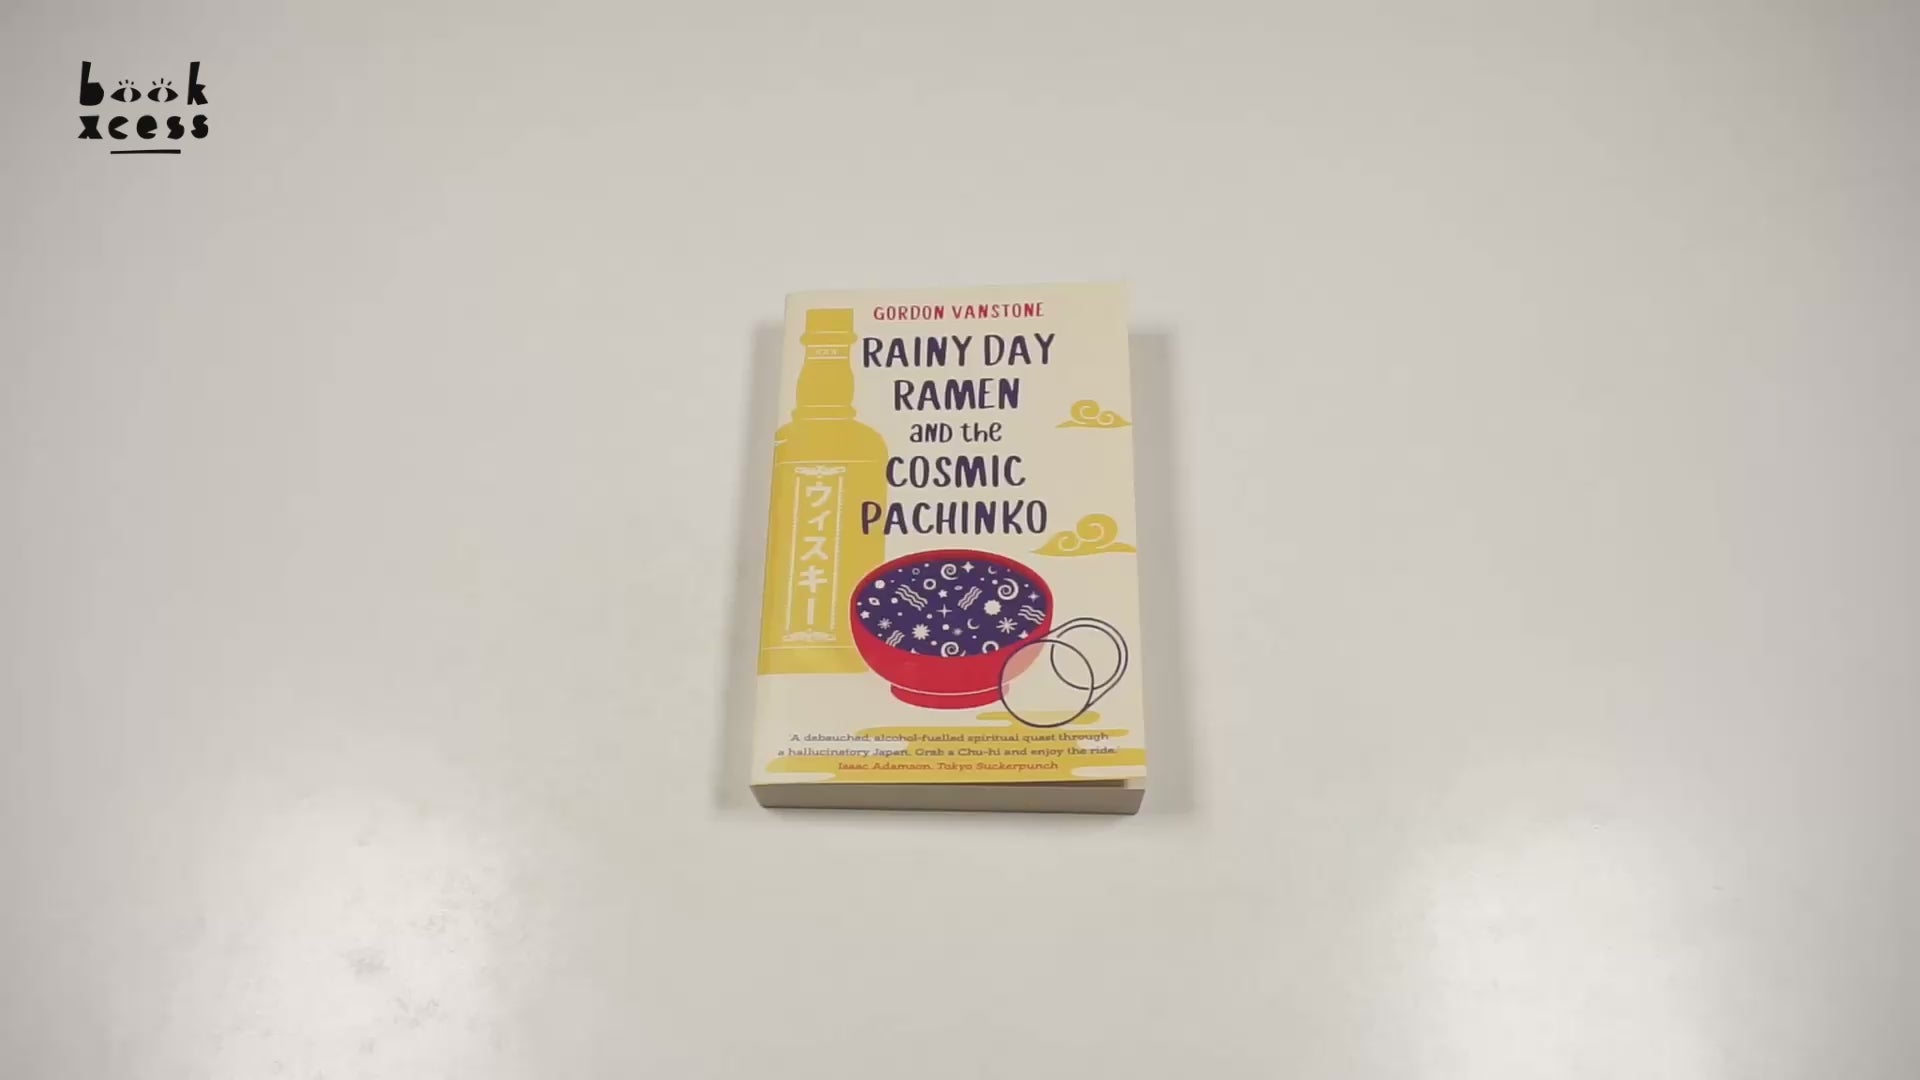 book
xcess
GORDON VANSTONE
RAINY DAY
RAMEN
AND the
COSMIC
PACHINKO
XXX
ウィスキー
'A debauched, alcohol-fuelled spiritual quest through
a hallucinatory Japan. Grab a Chu-hi and enjoy the ride.'
Isaac Adamson, Tokyo Suckerpunch